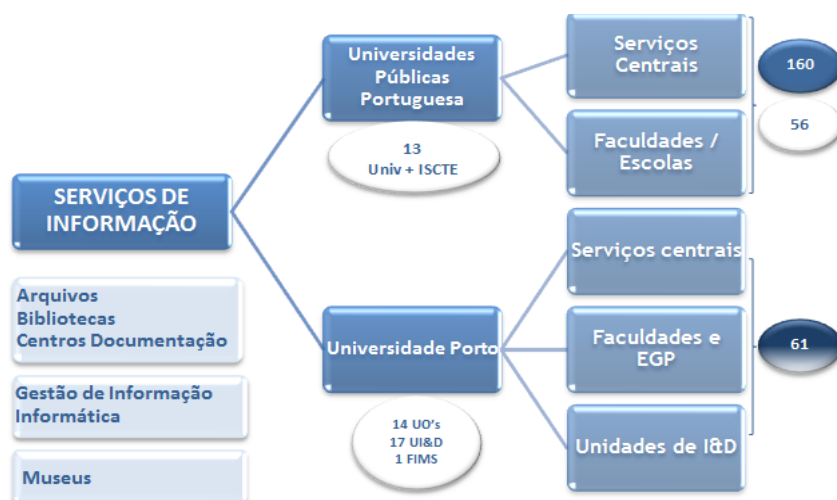 SERVIÇOS DE
INFORMAÇÃO
Arquivos
Bibliotecas
Centros Documentação
Gestão de Informação
Informática
Museus
Universidades
Públicas
Portuguesa
13
Univ + ISCTE
Universidade Porto
14 UO's
17 UI&D
1 FIMS
Serviços
Centrais
Faculdades /
Escolas
160
56
Serviços centrais
Faculdades e
EGP
Unidades de I&D
61